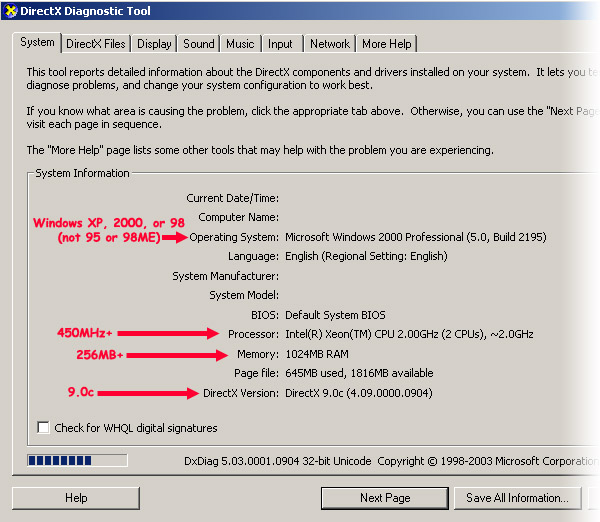 DirectX Diagnostic Tool
System DirectX Files Display Sound Music Input Network More Help
This tool reports detailed information about the DirectX components and drivers installed on your system. It lets you te
diagnose problems, and change your system configuration to work best.
If you know what area is causing the problem, click the appropriate tab above. Otherwise, you can use the "Next Page
visit each page in sequence.
The "More Help" page lists some other tools that may help with the problem you are experiencing.
System Information
Current Date/Time:
Computer Name:
Windows XP, 2000, or 98
(not 95 or 98ME)
Operating System: Microsoft Windows 2000 Professional (5.0, Build 2195)
Language: English (Regional Setting: English)
System Manufacturer:
System Model:
BIOS: Default System BIOS
450MHz+
Processor: Intel(R) Xeon(TM) CPU 2.00GHz (2 CPUs), ~2.0GHz
256MB+
Memory: 1024MB RAM
Page file: 645MB used, 1816MB available
9.0c
DirectX Version: DirectX 9.0c (4.09.0000.0904)
Check for WHQL digital signatures
DxDiag 5.03.0001.0904 32-bit Unicode Copyright © 1998-2003 Microsoft Corporation
Help Next Page Save All Information...